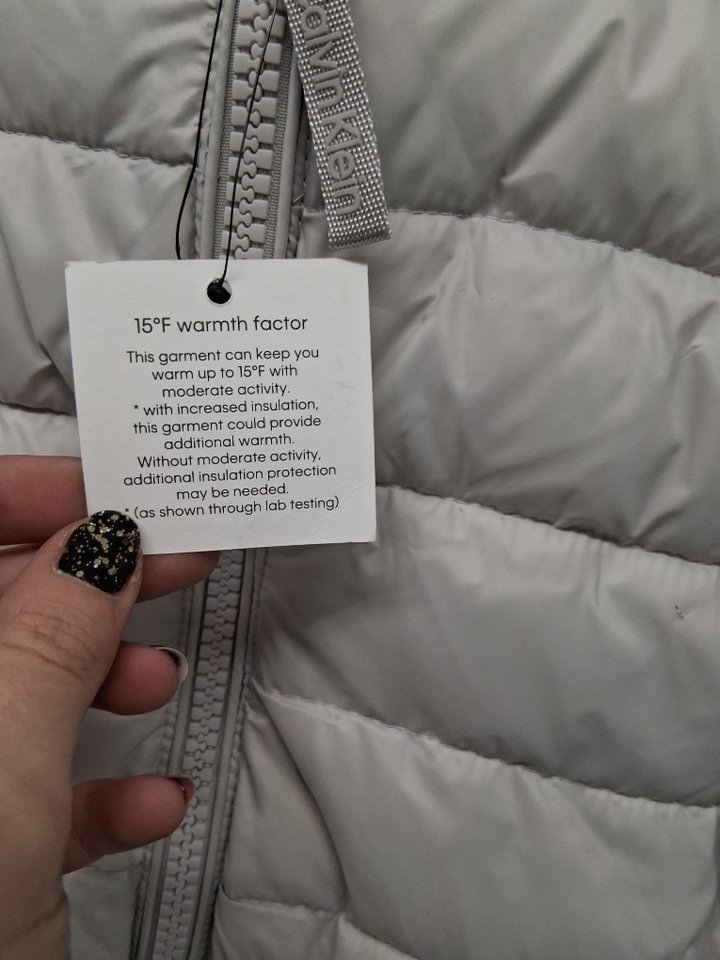 Calvin Klein
15°F warmth factor
This garment can keep you
warm up to 15°F with
moderate activity.
* with increased insulation,
this garment could provide
additional warmth.
Without moderate activity,
additional insulation protection
may be needed.
* (as shown through lab testing)